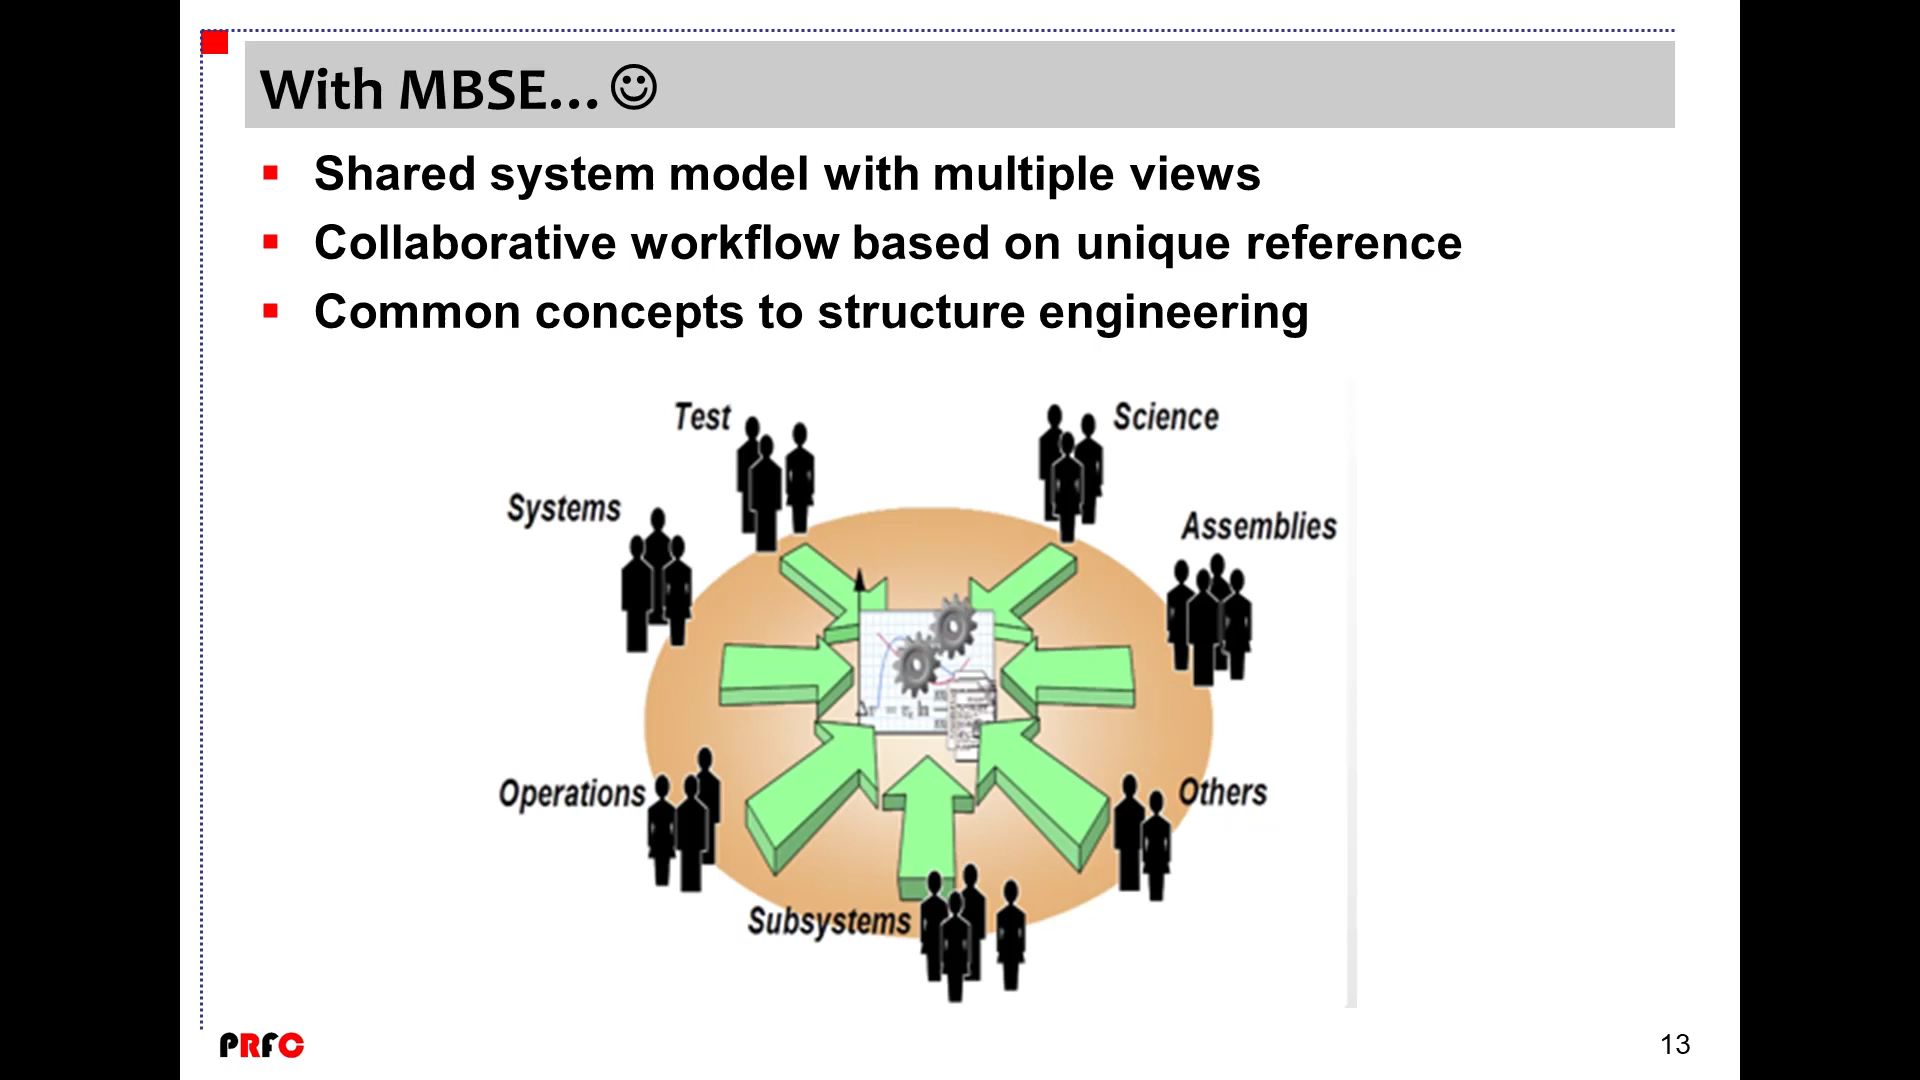 With MBSE… ☺
Shared system model with multiple views
Collaborative workflow based on unique reference
Common concepts to structure engineering
Test
Science
Systems
Assemblies
Operations
Others
Subsystems
PRFC
13